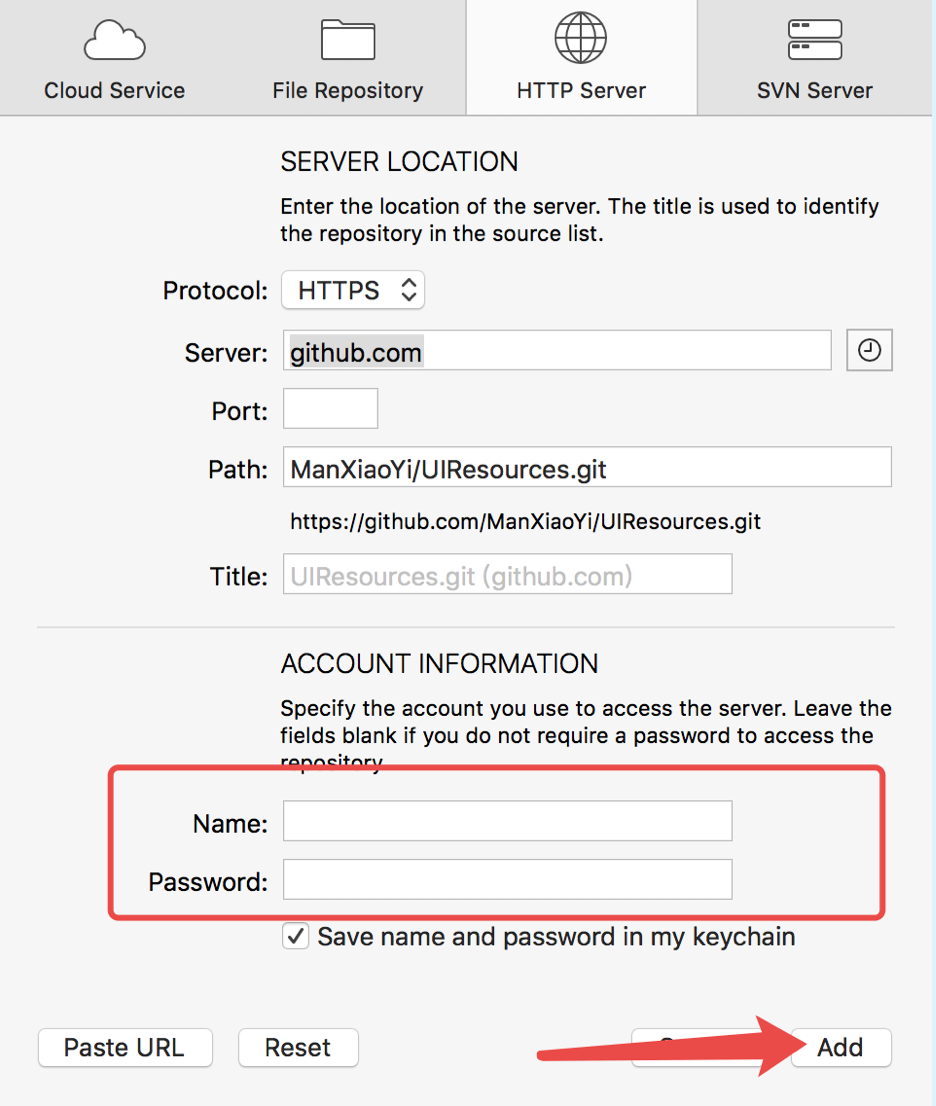 Cloud Service
File Repository
HTTP Server
SVN Server
SERVER LOCATION
Enter the location of the server. The title is used to identify
the repository in the source list.
Protocol: HTTPS
Server: github.com
Port:
Path: ManXiaoYi/UIResources.git
https://github.com/ManXiaoYi/UIResources.git
Title: UIResources.git (github.com)
ACCOUNT INFORMATION
Specify the account you use to access the server. Leave the
fields blank if you do not require a password to access the
repository.
Name:
Password:
Save name and password in my keychain
Paste URL
Reset
Add